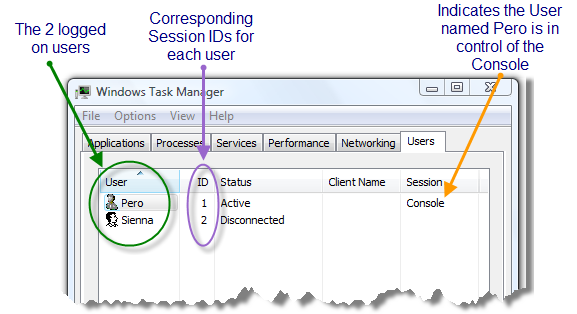 The 2 logged
on users
Corresponding
Session IDs for
each user
Indicates the User
named Pero is in
control of the
Console
Windows Task Manager
File Options View Help
Applications Processes Services Performance Networking Users
User ID Status Client Name Session
Pero 1 Active Console
Sienna 2 Disconnected